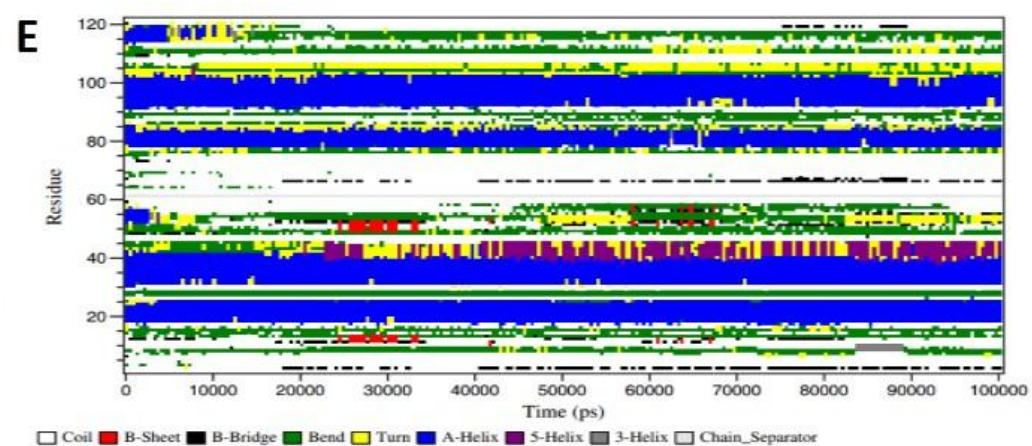 E
120
100
80
60
40
20
Residue
0 10000 20000 30000 40000 50000 60000 70000 80000 90000 100000
Time (ps)
Coil B-Sheet B-Bridge Bend Turn A-Helix 5-Helix 3-Helix Chain_Separator